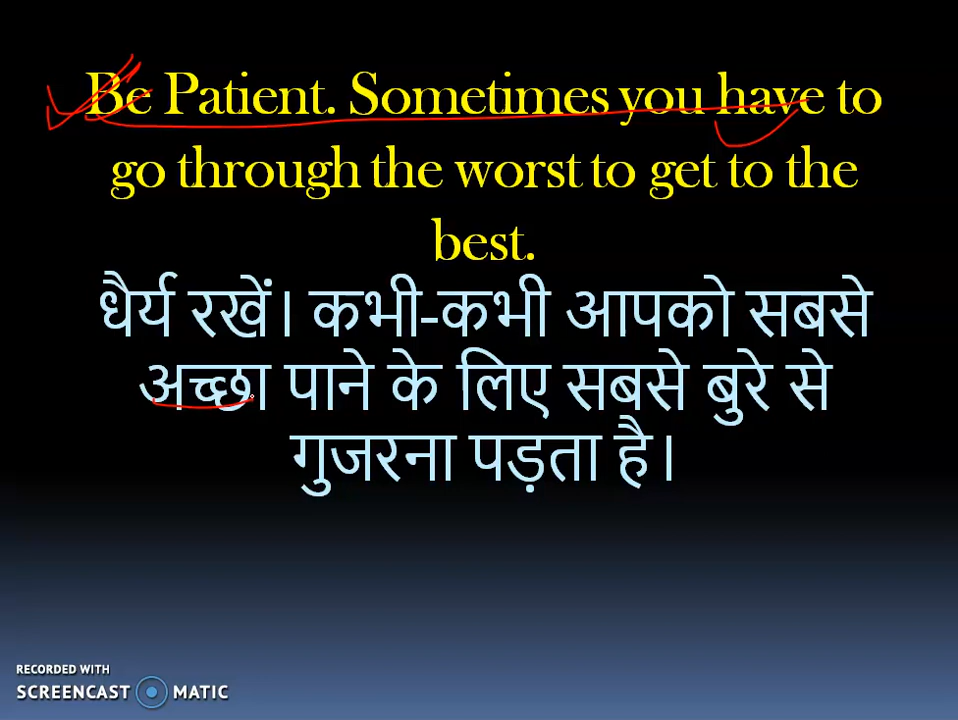 Be Patient. Sometimes you have to
go through the worst to get to the
best.
धैर्य रखें। कभी-कभी आपको सबसे
अच्छा पाने के लिए सबसे बुरे से
गुजरना पड़ता है।
RECORDED WITH
SCREENCAST MATIC